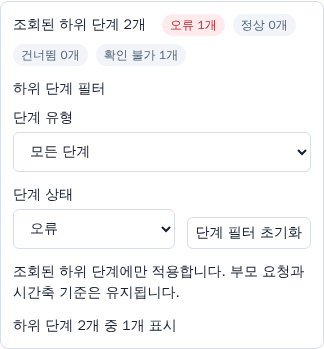 조회된 하위 단계 2개 오류 1개 정상 0개
건너뜀 0개 확인 불가 1개
하위 단계 필터
단계 유형
모든 단계
단계 상태
오류 단계 필터 초기화
조회된 하위 단계에만 적용합니다. 부모 요청과
시간축 기준은 유지됩니다.
하위 단계 2개 중 1개 표시